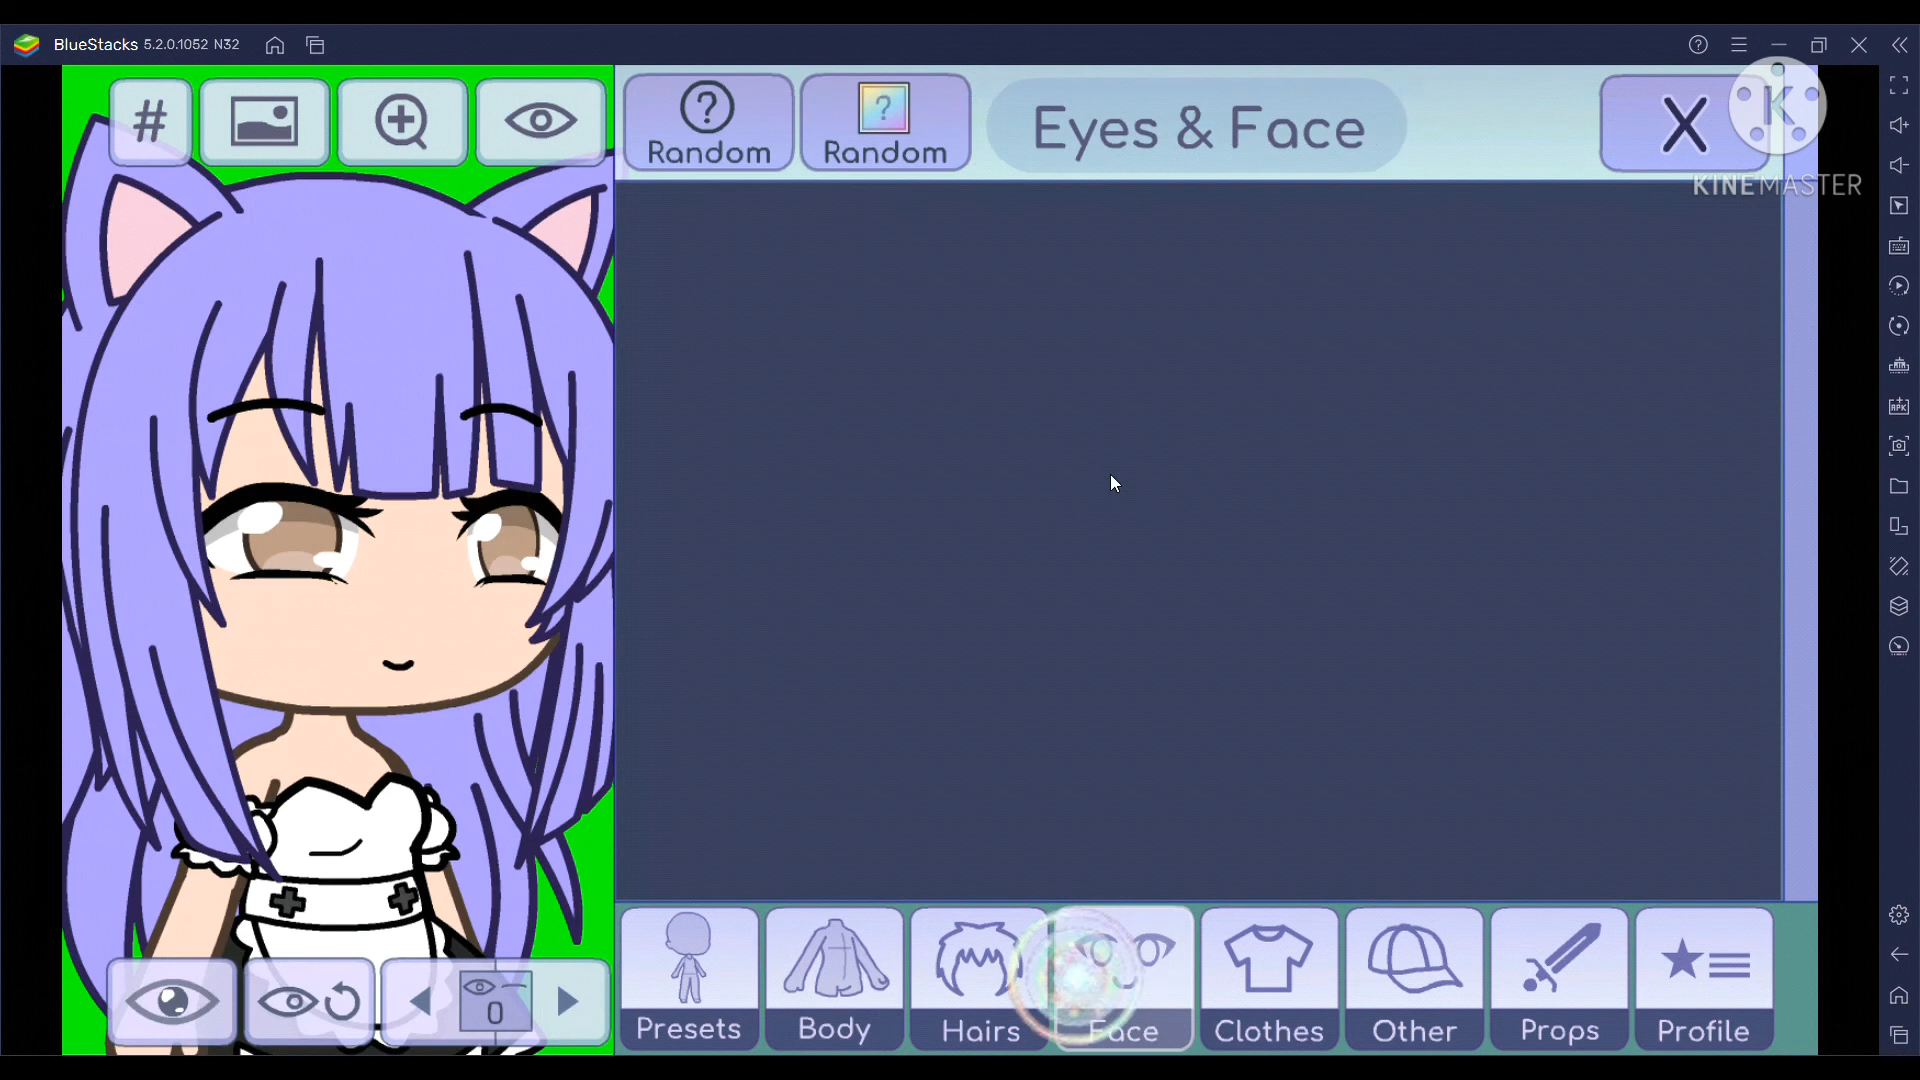 BlueStacks 5.2.0.1052 N32
#
? Random
? Random
Eyes & Face
X
K
KINEMASTER
0
Presets
Body
Hairs
Face
Clothes
Other
Props
Profile